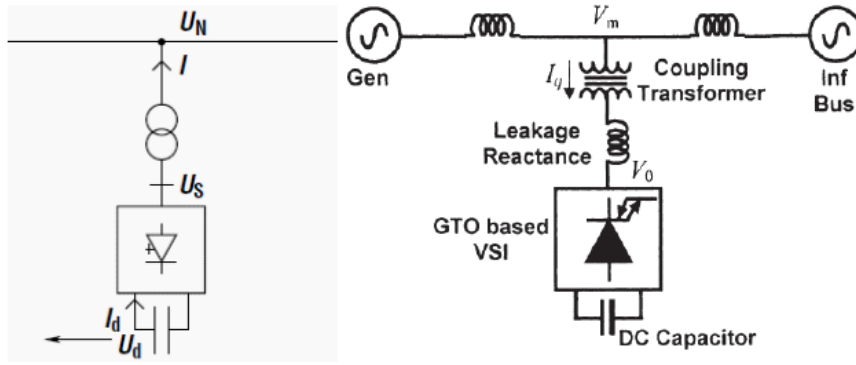 U_N
I
U_S
I_d
U_d
V_m
Gen
I_q
Coupling
Transformer
Inf
Bus
Leakage
Reactance
V_0
GTO based
VSI
DC Capacitor